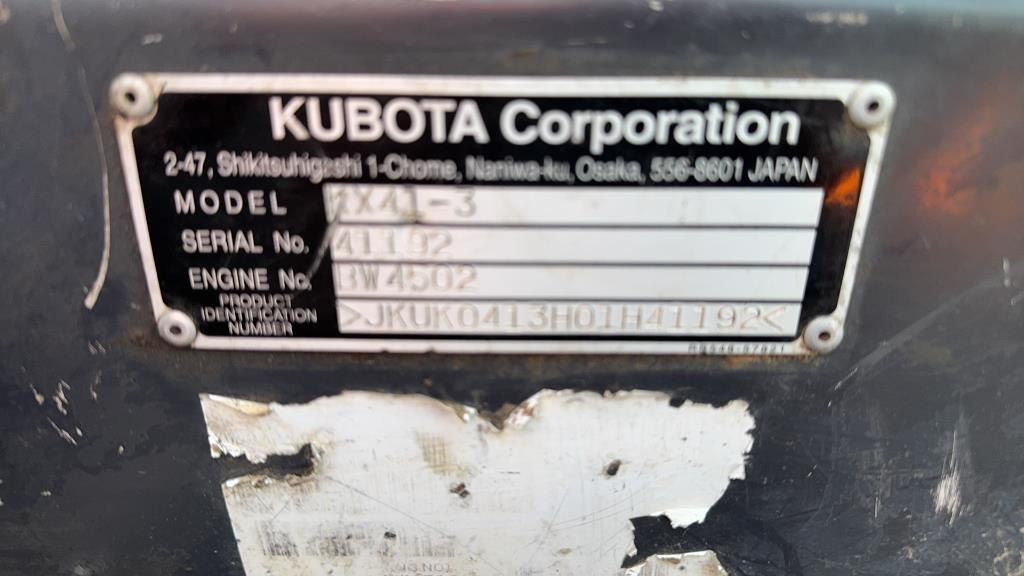 KUBOTA Corporation
2-47, Shikitsuhigashi 1-Chome, Naniwa-ku, Osaka, 556-8601 JAPAN
MODEL
SERIAL No. 41192
ENGINE No. BW4502
PRODUCT
IDENTIFICATION
NUMBER
>JKUK0413H01H41192<